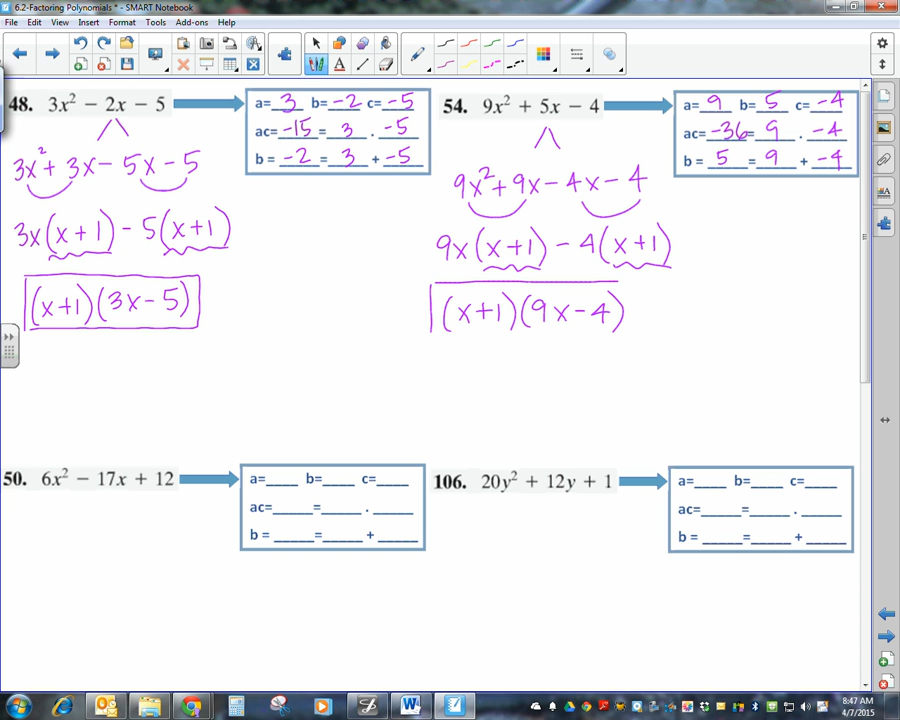 6.2-Factoring Polynomials * - SMART Notebook
File Edit View Insert Format Tools Add-ons Help
48. 3x² − 2x − 5
a= 3 b= -2 c= -5
ac= -15 = 3 . -5
b = -2 = 3 + -5
3x² + 3x − 5x − 5
3x(x+1) − 5(x+1)
(x+1)(3x−5)
54. 9x² + 5x − 4
a= 9 b= 5 c= -4
ac= -36 = 9 . -4
b = 5 = 9 + -4
9x² + 9x − 4x − 4
9x(x+1) − 4(x+1)
(x+1)(9x−4)
50. 6x² − 17x + 12
a=____ b=____ c=____
ac=_____=_____ . _____
b = _____=_____ + _____
106. 20y² + 12y + 1
a=____ b=____ c=____
ac=_____=_____ . _____
b = _____=_____ + _____
8:47 AM
4/7/2015